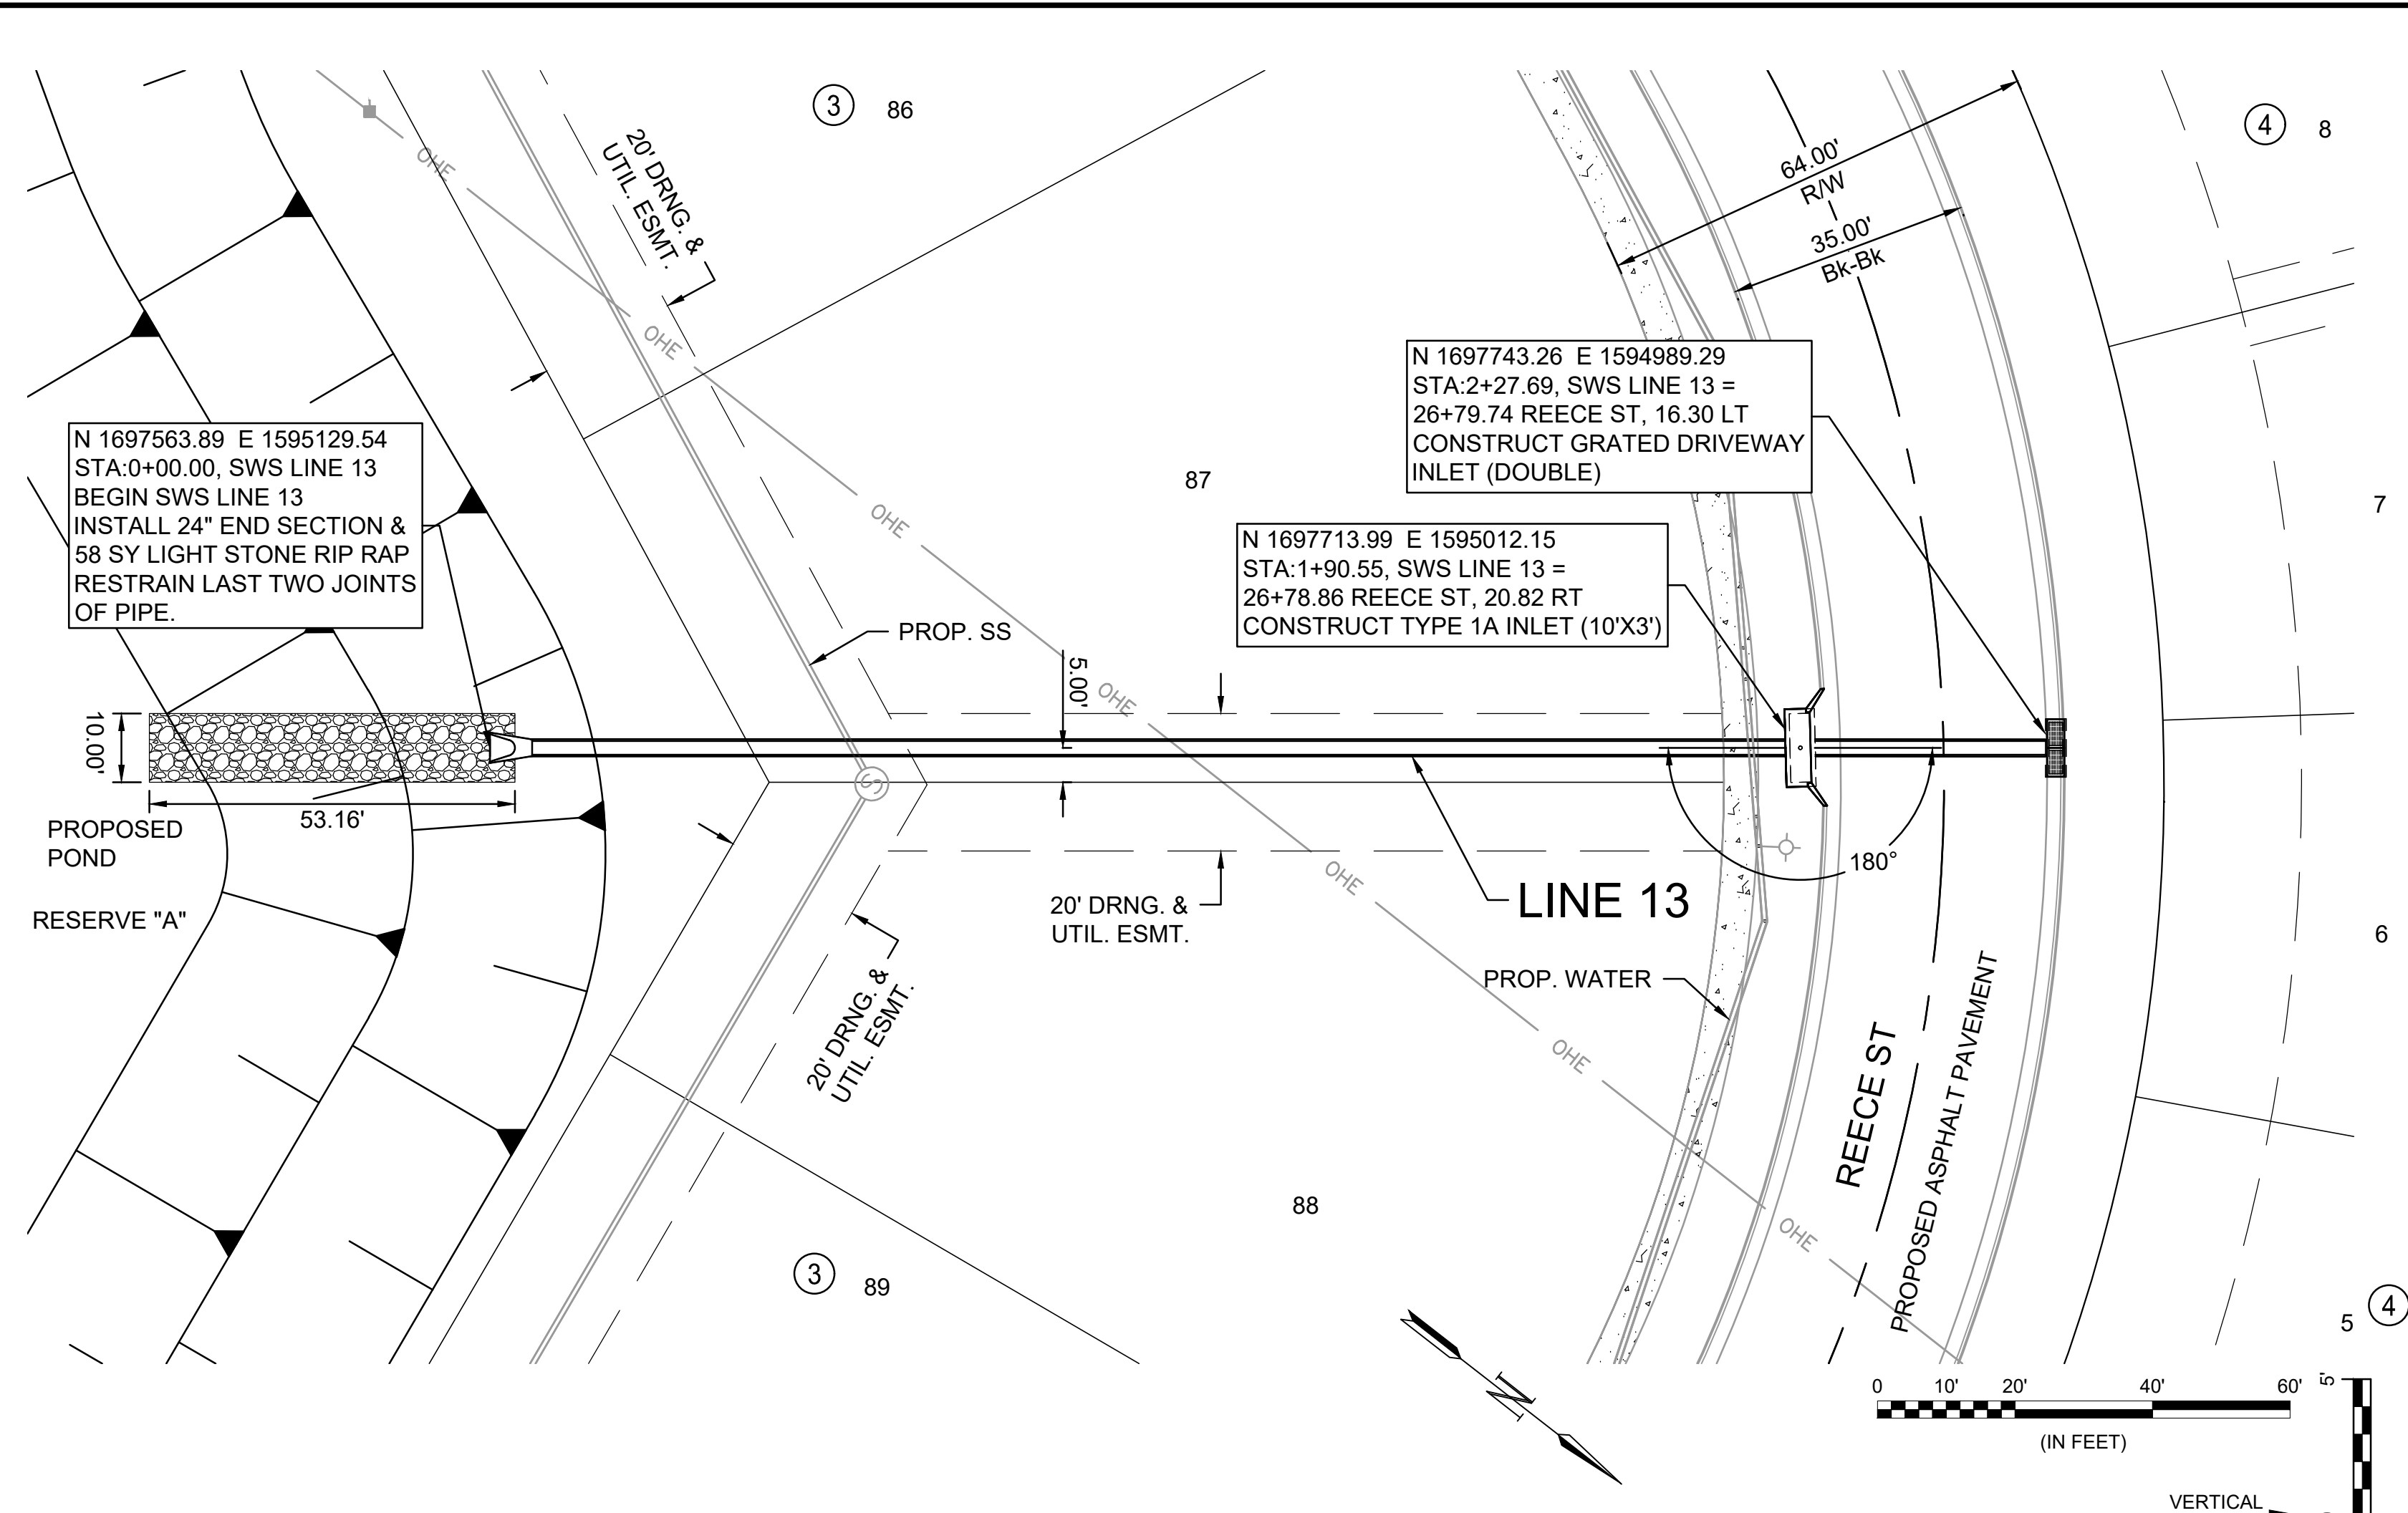 3 86
4 8
20' DRNG. &
UTIL. ESMT.
OHE
OHE
64.00'
R/W
35.00'
Bk-Bk
N 1697743.26 E 1594989.29
STA:2+27.69, SWS LINE 13 =
26+79.74 REECE ST, 16.30 LT
CONSTRUCT GRATED DRIVEWAY
INLET (DOUBLE)
N 1697563.89 E 1595129.54
STA:0+00.00, SWS LINE 13
BEGIN SWS LINE 13
INSTALL 24" END SECTION &
58 SY LIGHT STONE RIP RAP
RESTRAIN LAST TWO JOINTS
OF PIPE.
87
7
OHE
N 1697713.99 E 1595012.15
STA:1+90.55, SWS LINE 13 =
26+78.86 REECE ST, 20.82 RT
CONSTRUCT TYPE 1A INLET (10'X3')
PROP. SS
5.00'
OHE
10.00'
53.16'
S
PROPOSED
POND
RESERVE "A"
180°
OHE
LINE 13
20' DRNG. &
UTIL. ESMT.
6
20' DRNG. &
UTIL. ESMT.
PROP. WATER
OHE
REECE ST
PROPOSED ASPHALT PAVEMENT
88
OHE
3 89
5 4
N
0 10' 20' 40' 60'
(IN FEET)
5'
VERTICAL